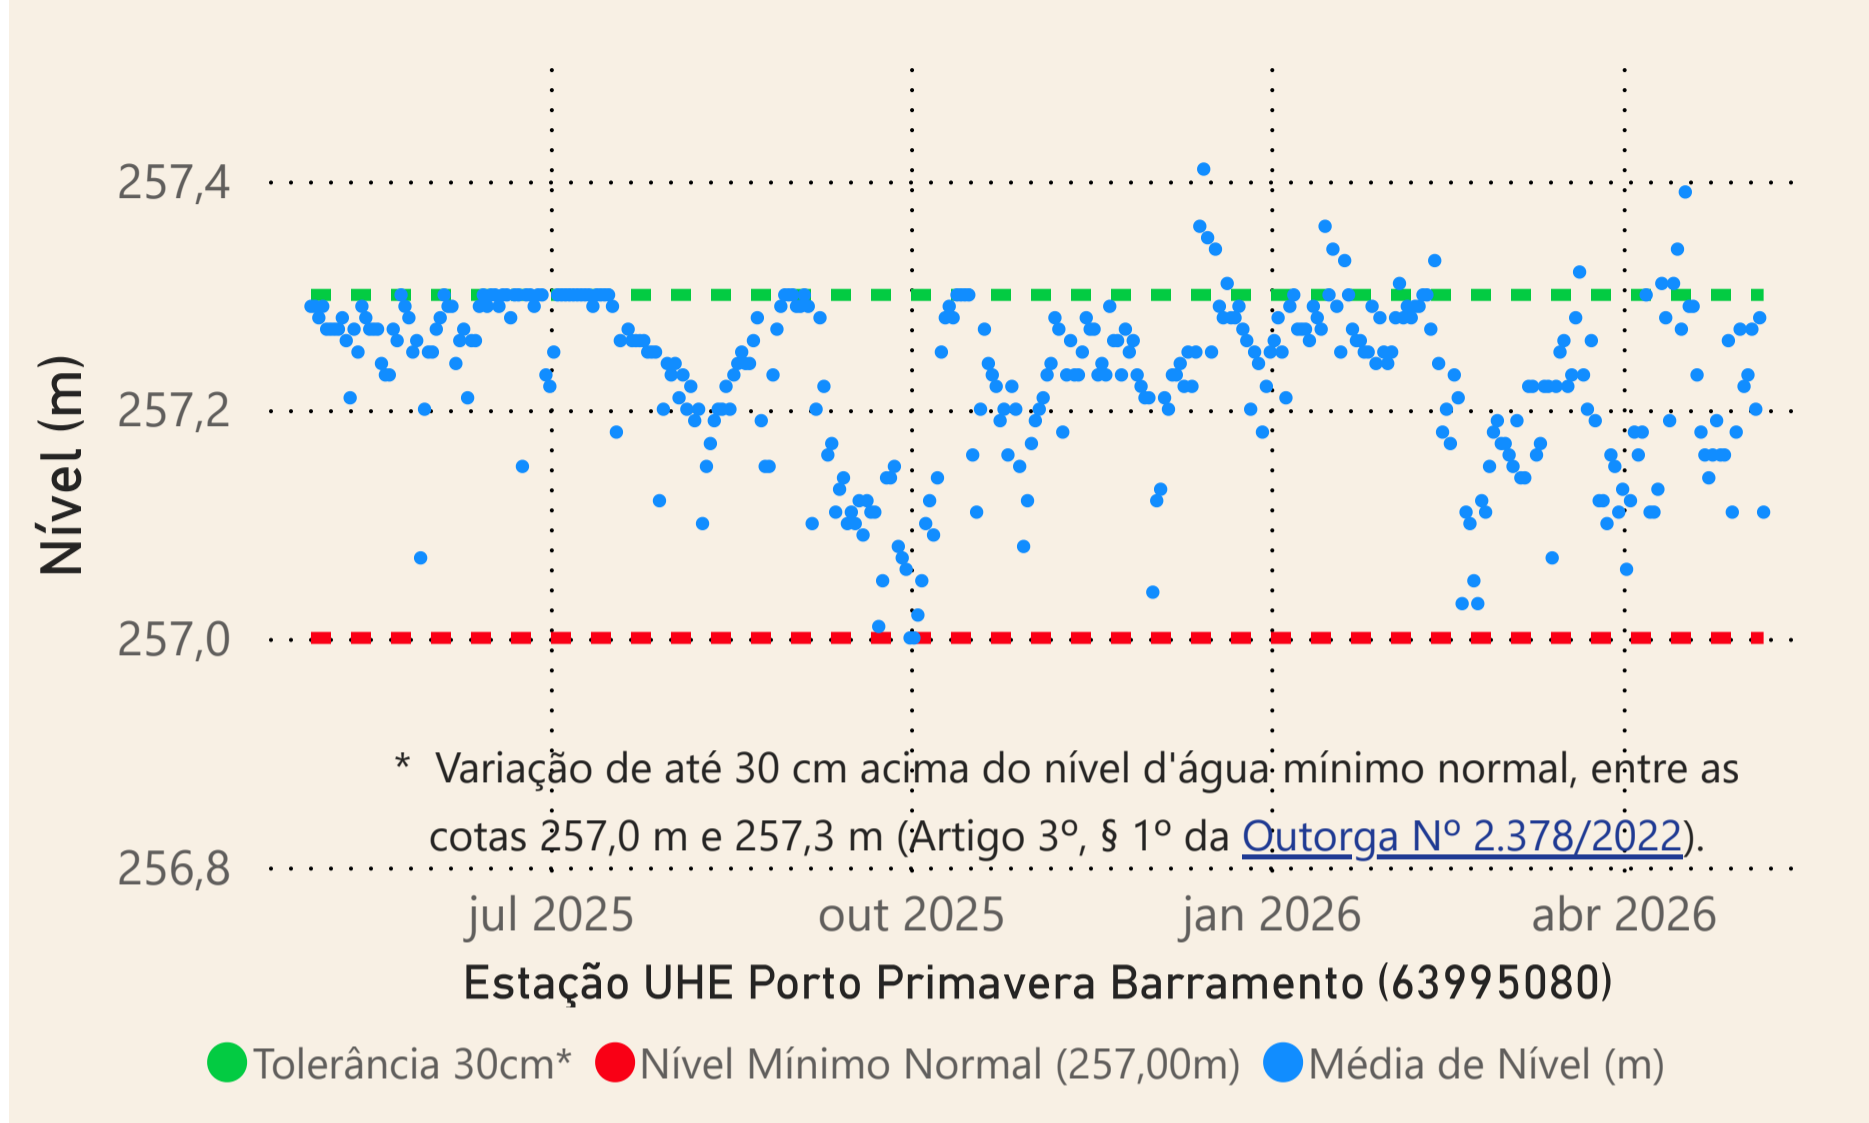 Nível (m)
257,4
257,2
257,0
256,8
* Variação de até 30 cm acima do nível d'água mínimo normal, entre as
cotas 257,0 m e 257,3 m (Artigo 3º, § 1º da Outorga Nº 2.378/2022).
jul 2025 out 2025 jan 2026 abr 2026
Estação UHE Porto Primavera Barramento (63995080)
Tolerância 30cm* Nível Mínimo Normal (257,00m) Média de Nível (m)